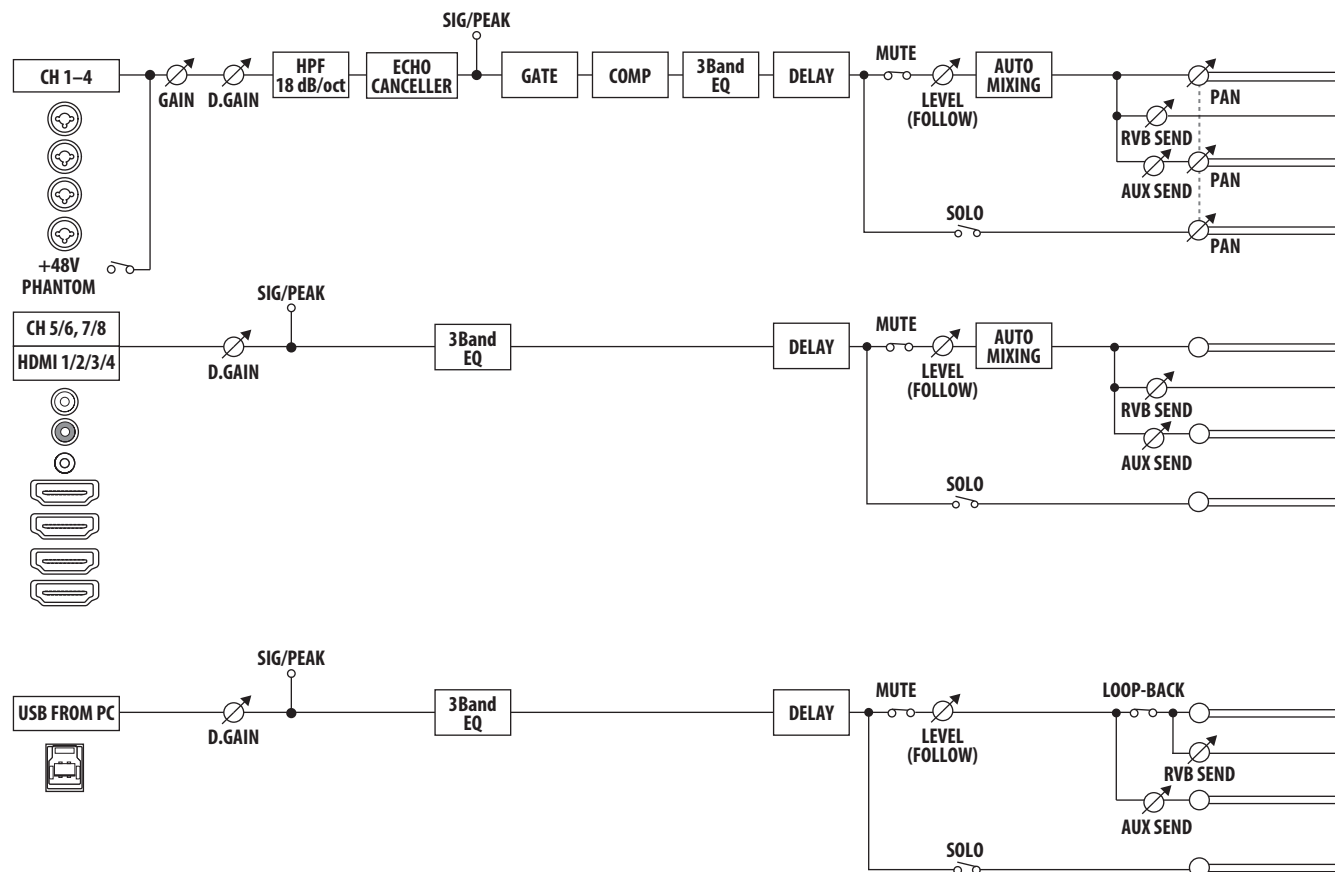 SIG/PEAK
CH 1–4
GAIN
D.GAIN
HPF
18 dB/oct
ECHO
CANCELLER
GATE
COMP
3Band
EQ
DELAY
MUTE
LEVEL
(FOLLOW)
AUTO
MIXING
PAN
RVB SEND
AUX SEND
PAN
SOLO
PAN
+48V
PHANTOM
CH 5/6, 7/8
HDMI 1/2/3/4
D.GAIN
SIG/PEAK
3Band
EQ
DELAY
MUTE
LEVEL
(FOLLOW)
AUTO
MIXING
RVB SEND
AUX SEND
SOLO
USB FROM PC
D.GAIN
SIG/PEAK
3Band
EQ
DELAY
MUTE
LEVEL
(FOLLOW)
LOOP-BACK
RVB SEND
AUX SEND
SOLO